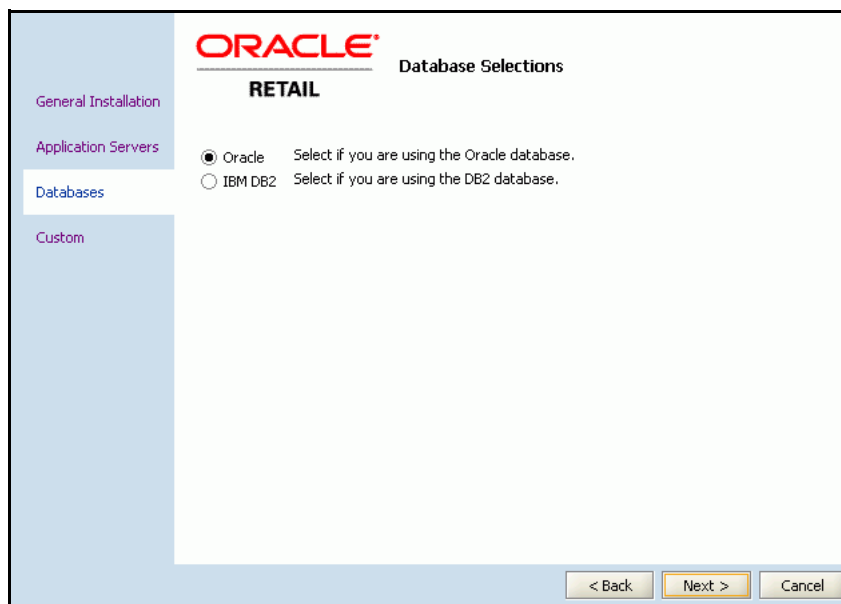 ORACLE
RETAIL
Database Selections
General Installation
Application Servers
Databases
Custom
Oracle Select if you are using the Oracle database.
IBM DB2 Select if you are using the DB2 database.
< Back Next > Cancel